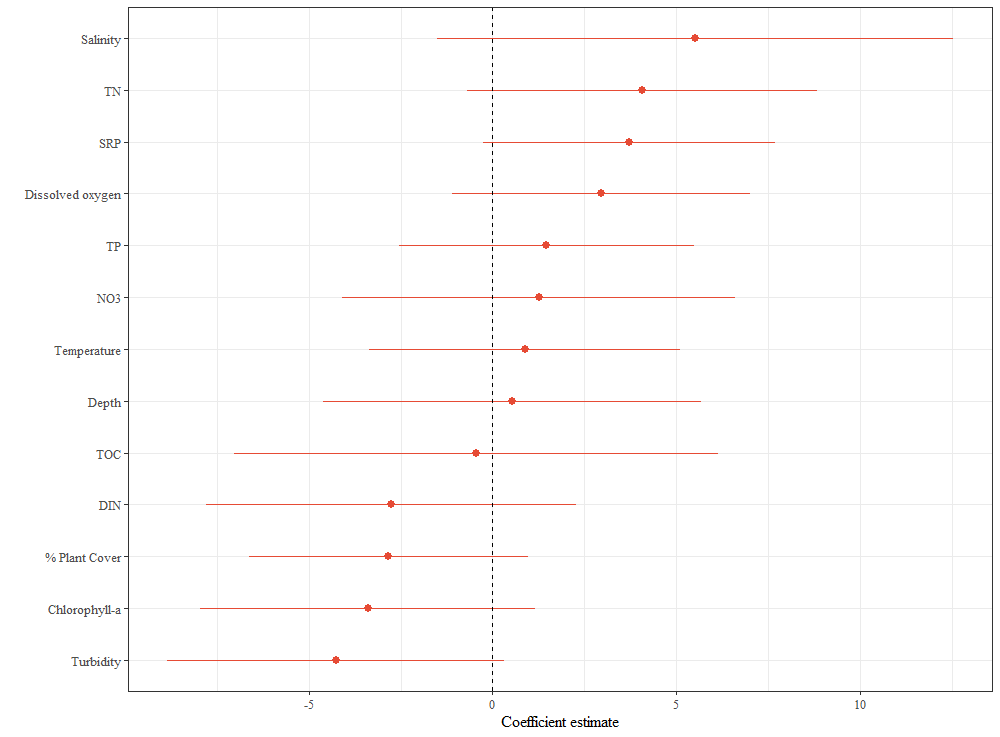 Salinity
TN
SRP
Dissolved oxygen
TP
NO3
Temperature
Depth
TOC
DIN
% Plant Cover
Chlorophyll-a
Turbidity
-5 0 5 10
Coefficient estimate